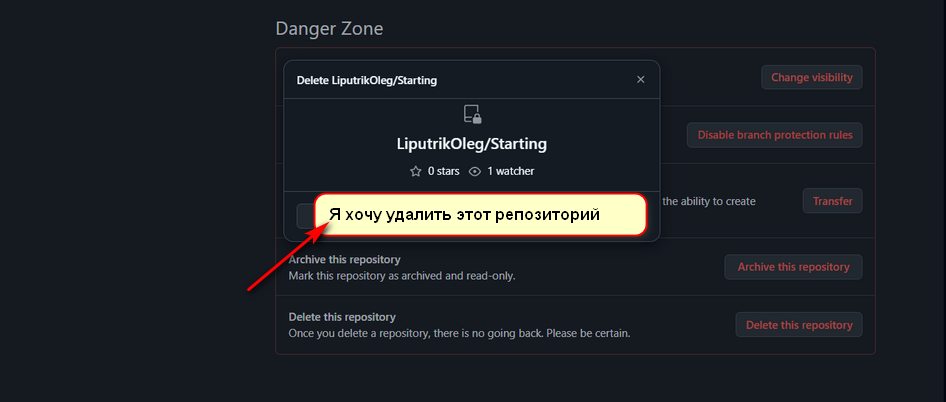 Danger Zone
Delete LiputrikOleg/Starting
Change visibility
LiputrikOleg/Starting
Disable branch protection rules
0 stars 1 watcher
the ability to create
Transfer
Я хочу удалить этот репозиторий
Archive this repository
Mark this repository as archived and read-only.
Archive this repository
Delete this repository
Once you delete a repository, there is no going back. Please be certain.
Delete this repository